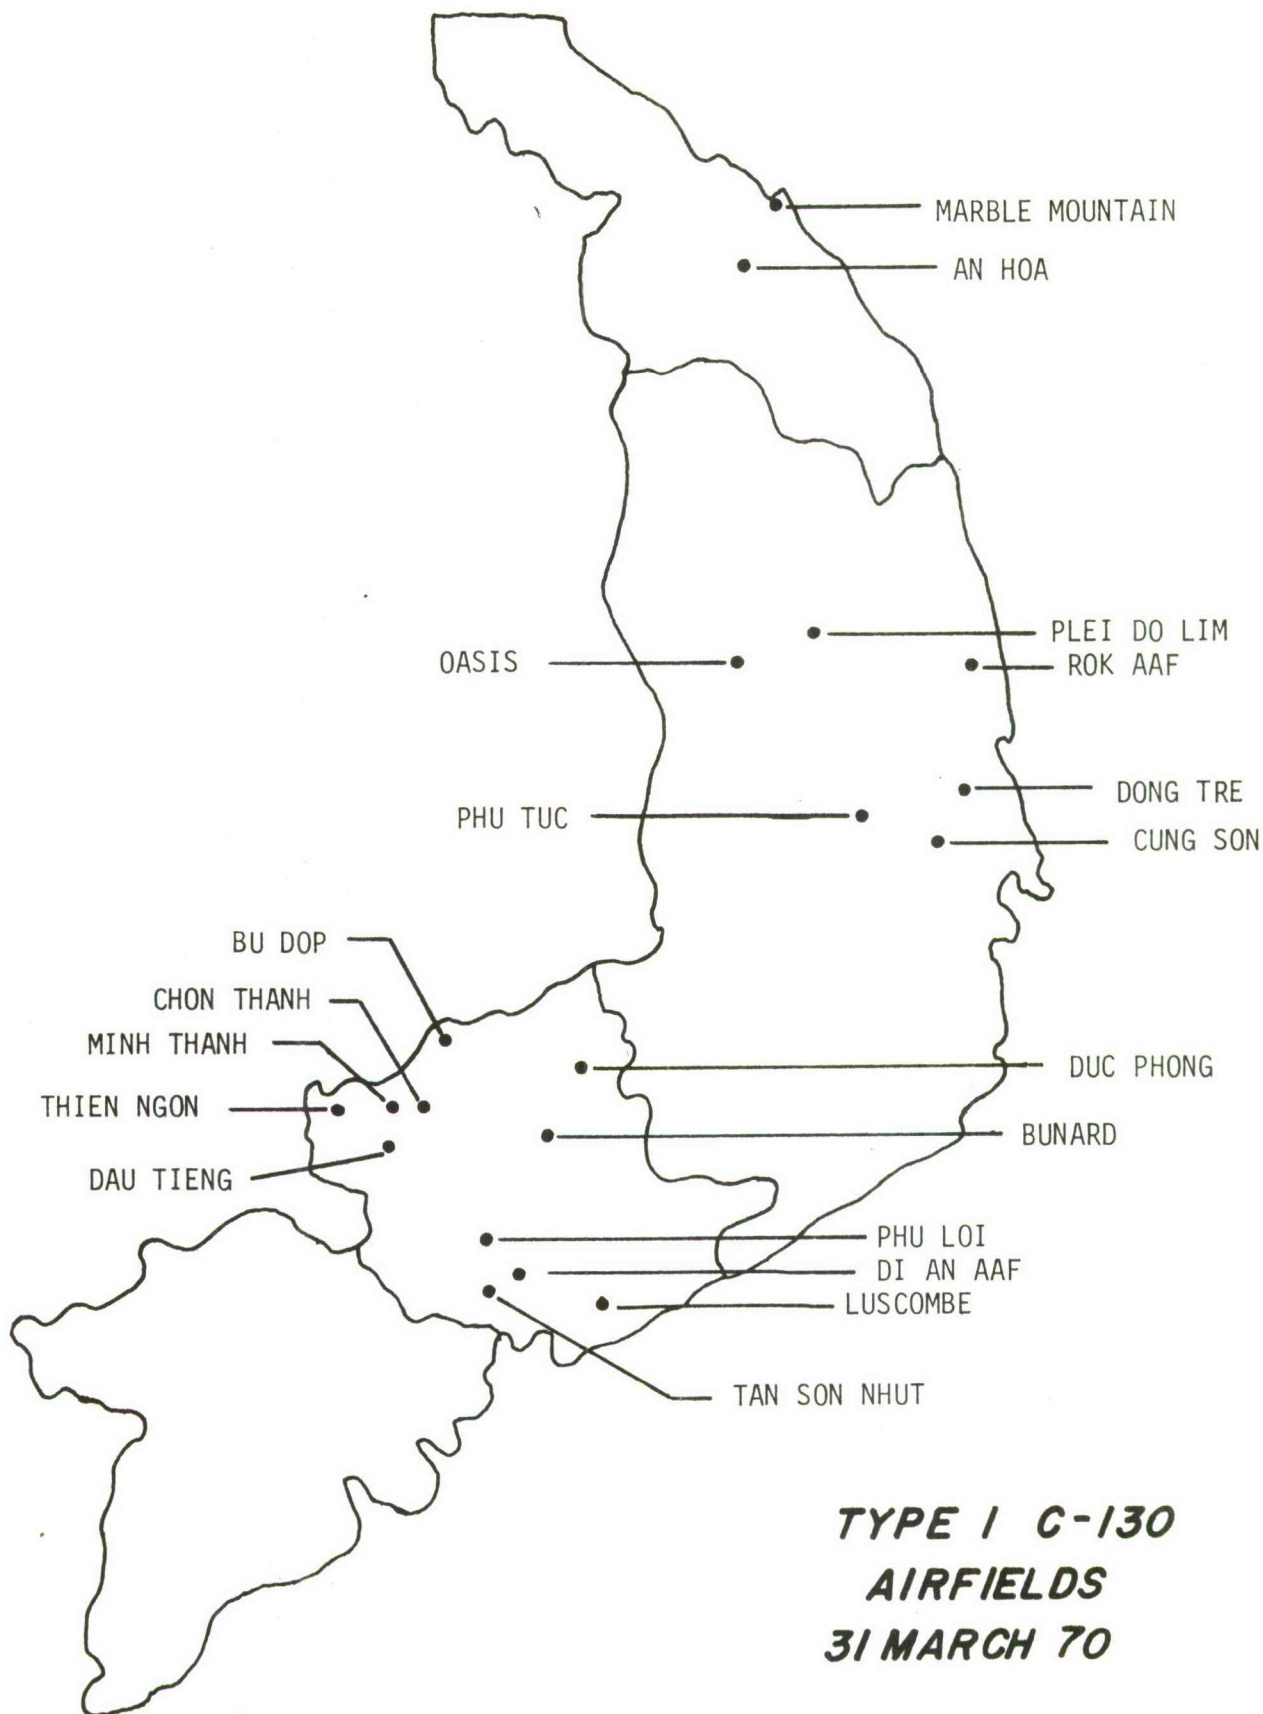 MARBLE MOUNTAIN
AN HOA
PLEI DO LIM
OASIS
ROK AAF
DONG TRE
PHU TUC
CUNG SON
BU DOP
CHON THANH
MINH THANH
DUC PHONG
THIEN NGON
BUNARD
DAU TIENG
PHU LOI
DI AN AAF
LUSCOMBE
TAN SON NHUT
TYPE 1 C-130
AIRFIELDS
31 MARCH 70